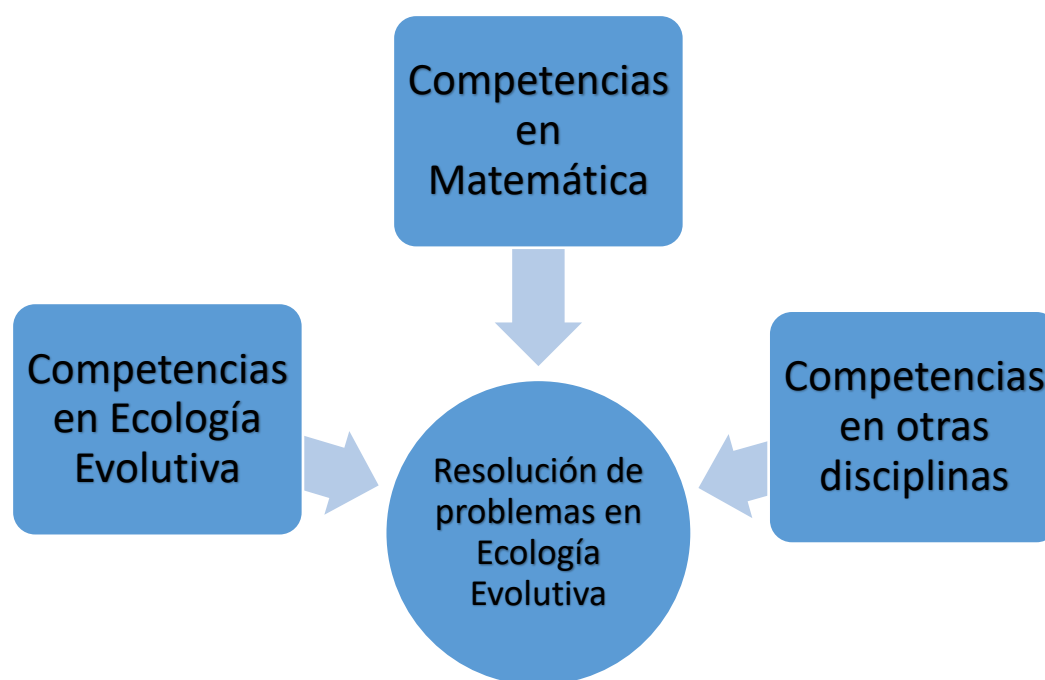 Competencias
en
Matemática
Competencias
en Ecología
Evolutiva
Competencias
en otras
disciplinas
Resolución de
problemas en
Ecología
Evolutiva